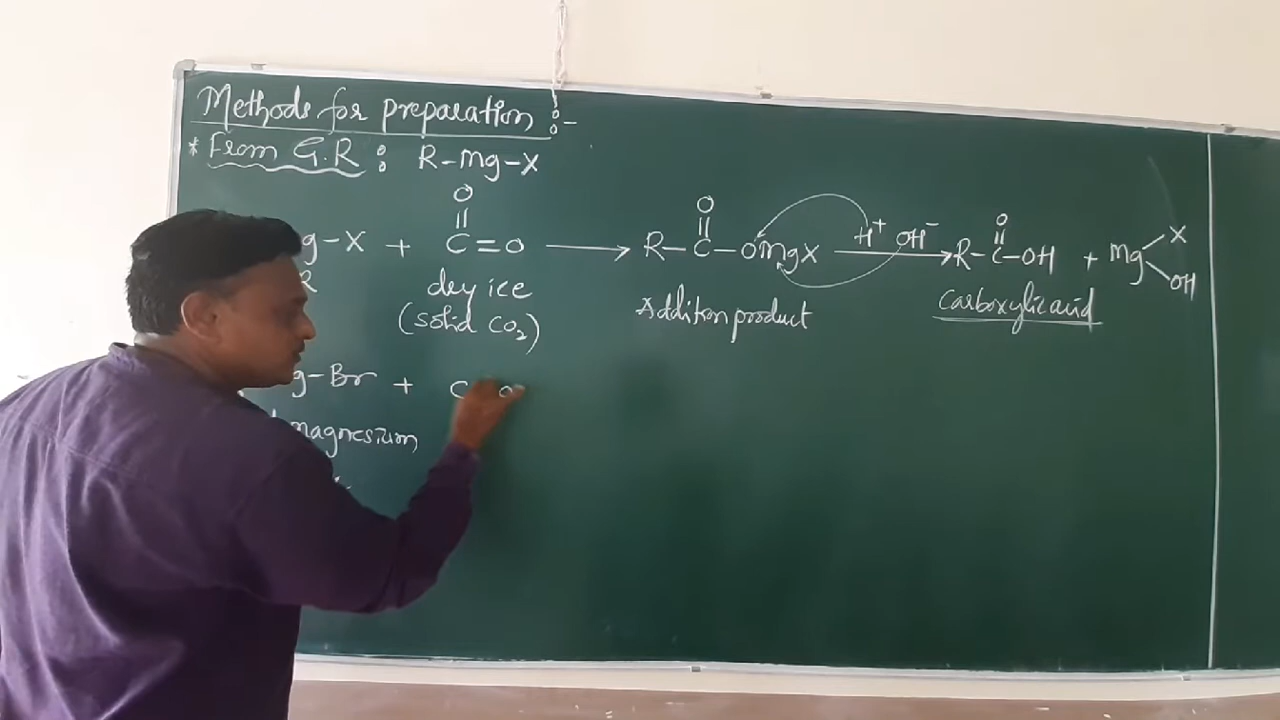 Methods for preparation :-
* From G.R : R-Mg-X
g-X + O=C=O ⟶ R-C(=O)-OMgX H⁺ OH⁻ ⟶ R-C(=O)-OH + Mg X OH
R dry ice Addition product Carboxylic acid
(solid CO₂)
g-Br + C O
magnesium